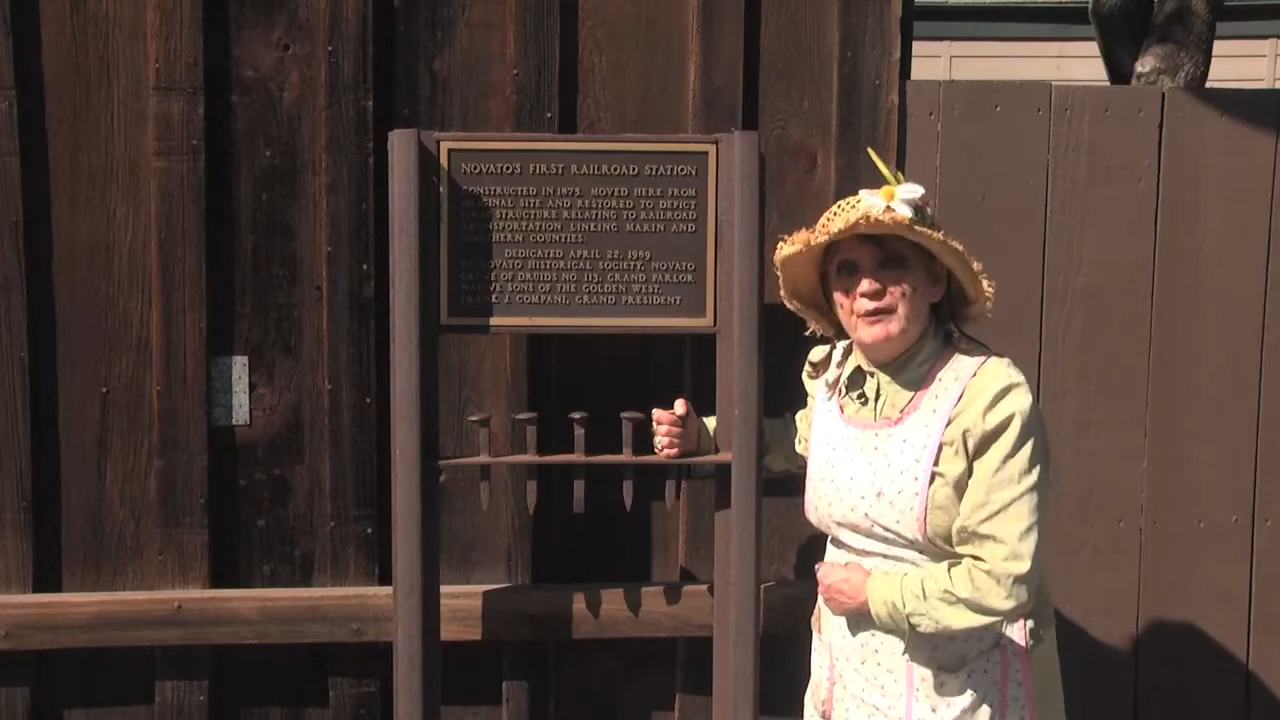 NOVATO'S FIRST RAILROAD STATION
CONSTRUCTED IN 1875. MOVED HERE FROM
ORIGINAL SITE AND RESTORED TO DEPICT
STRUCTURE RELATING TO RAILROAD
TRANSPORTATION LINKING MARIN AND
NORTHERN COUNTIES.
DEDICATED APRIL 22, 1989
BY NOVATO HISTORICAL SOCIETY, NOVATO
GROVE OF DRUIDS NO. 113, GRAND PARLOR
NATIVE SONS OF THE GOLDEN WEST,
FRANK J. COMPANI, GRAND PRESIDENT